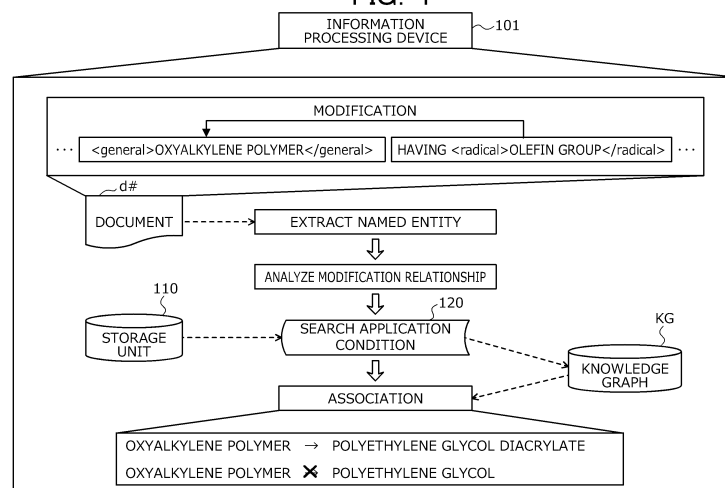 INFORMATION
PROCESSING DEVICE
101
MODIFICATION
... <general>OXYALKYLENE POLYMER</general> HAVING <radical>OLEFIN GROUP</radical> ...
d#
DOCUMENT
EXTRACT NAMED ENTITY
ANALYZE MODIFICATION RELATIONSHIP
110
120
STORAGE
UNIT
SEARCH APPLICATION
CONDITION
KG
KNOWLEDGE
GRAPH
ASSOCIATION
OXYALKYLENE POLYMER → POLYETHYLENE GLYCOL DIACRYLATE
OXYALKYLENE POLYMER POLYETHYLENE GLYCOL